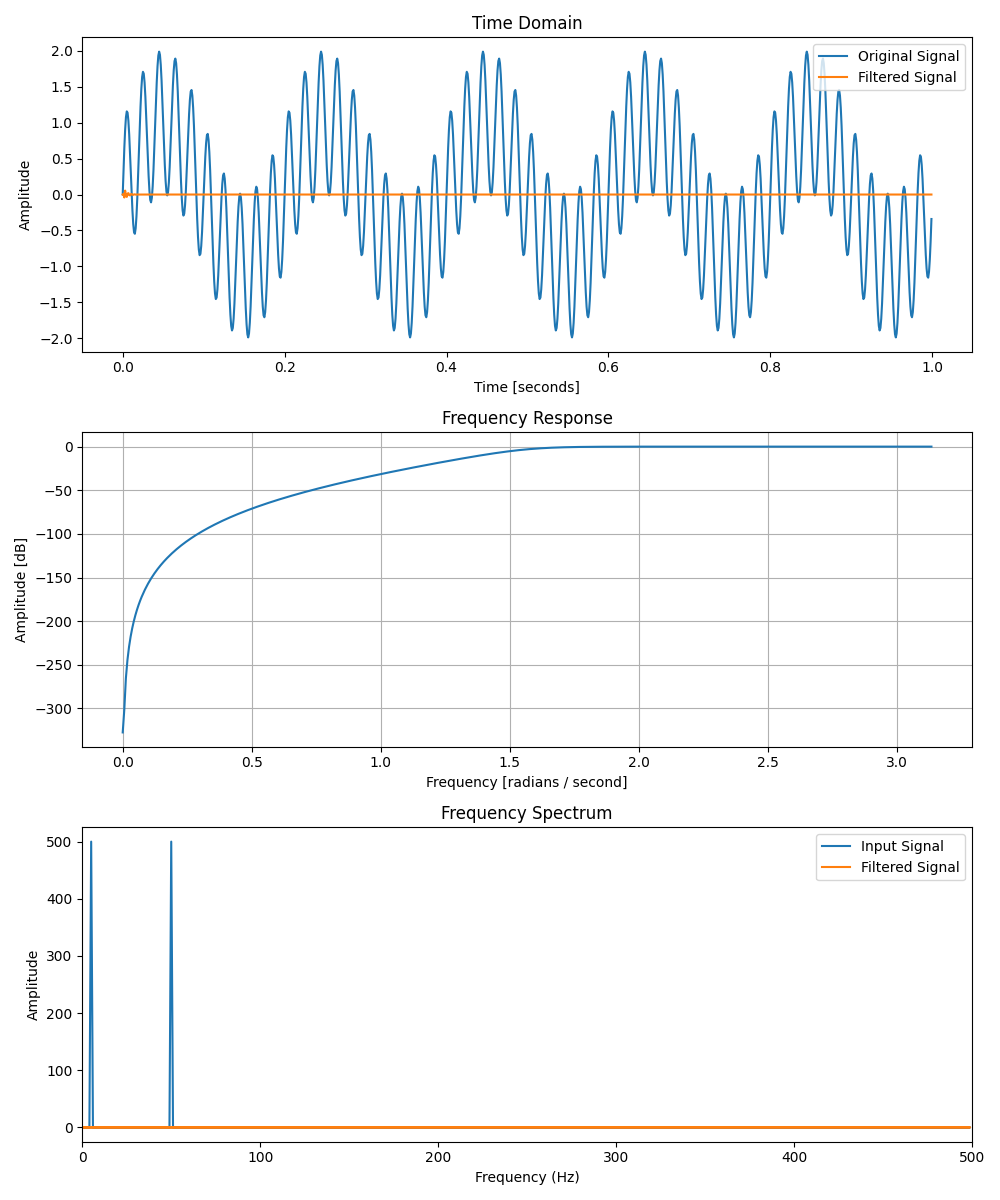 Time Domain
Original Signal
Filtered Signal
Amplitude
2.0
1.5
1.0
0.5
0.0
−0.5
−1.0
−1.5
−2.0
0.0 0.2 0.4 0.6 0.8 1.0
Time [seconds]
Frequency Response
Amplitude [dB]
0
−50
−100
−150
−200
−250
−300
0.0 0.5 1.0 1.5 2.0 2.5 3.0
Frequency [radians / second]
Frequency Spectrum
Input Signal
Filtered Signal
Amplitude
500
400
300
200
100
0
0 100 200 300 400 500
Frequency (Hz)